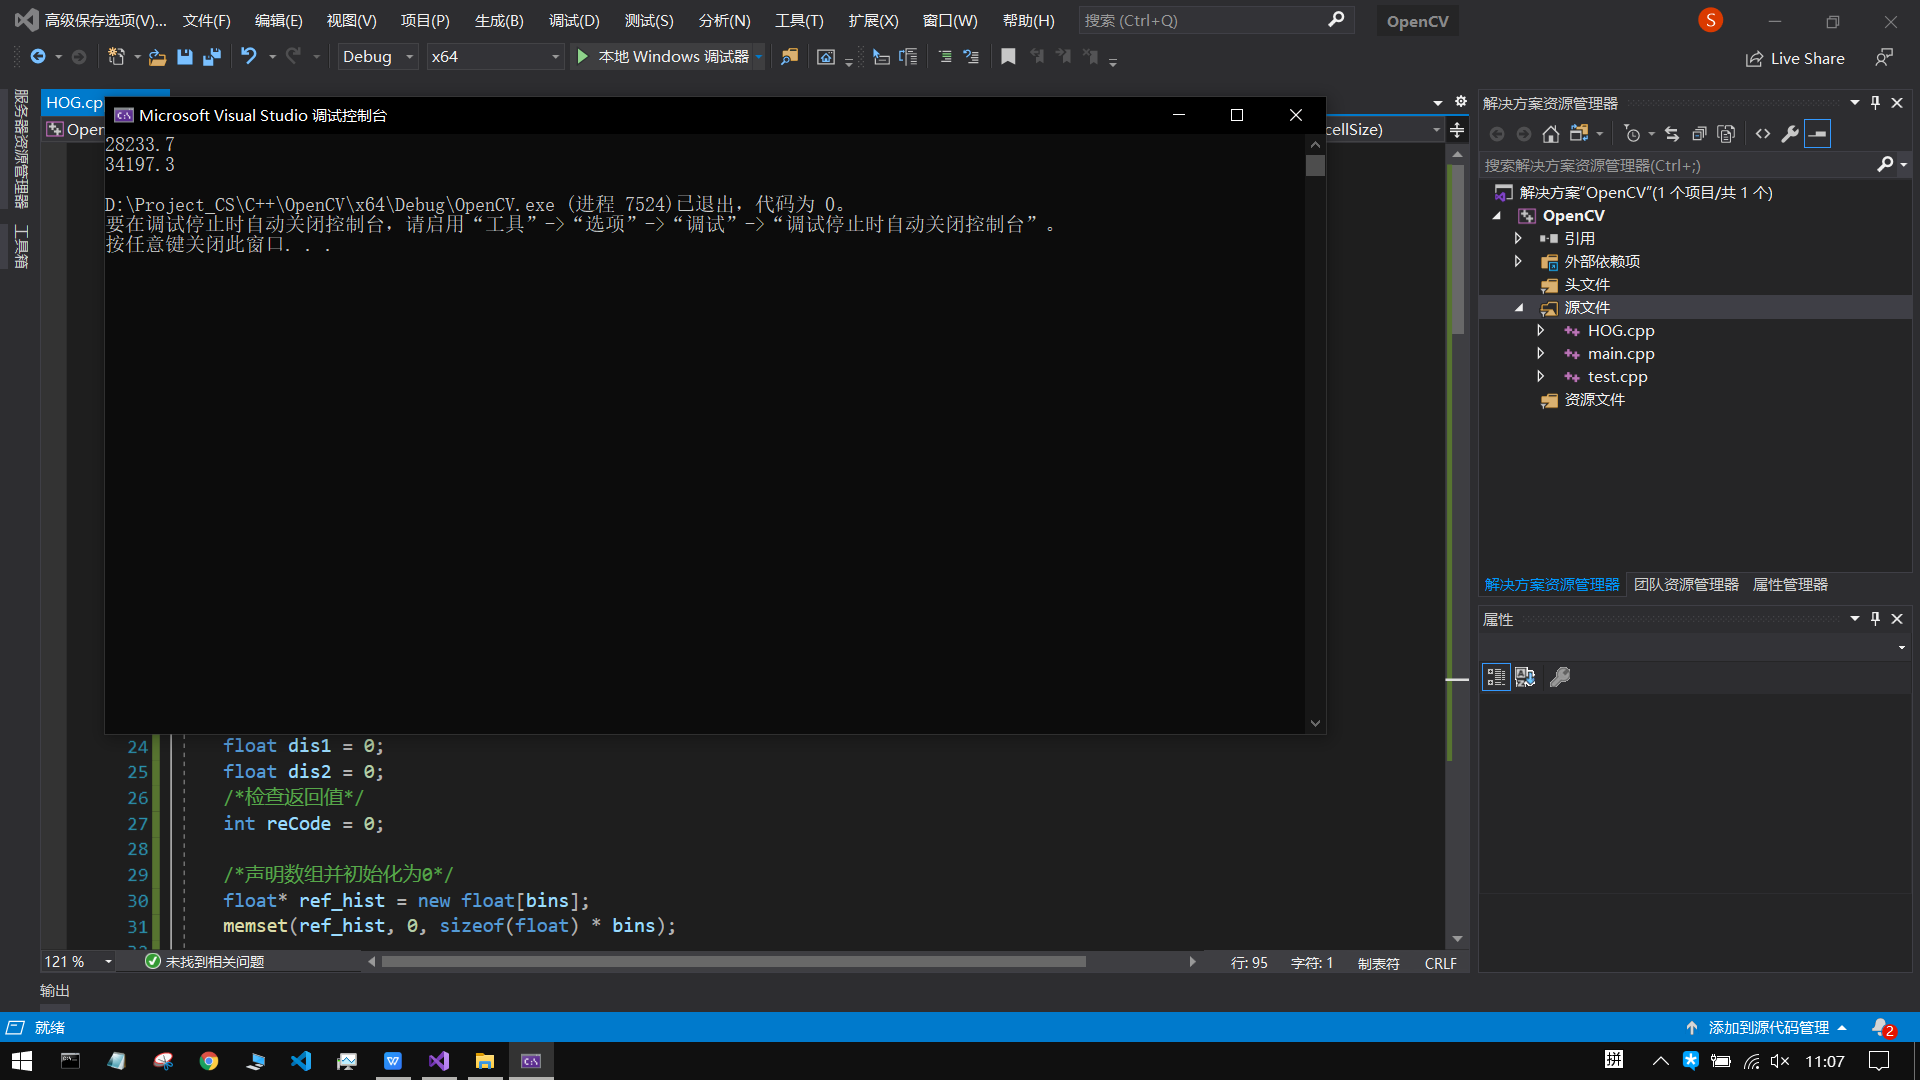 高级保存选项(V)... 文件(F) 编辑(E) 视图(V) 项目(P) 生成(B) 调试(D) 测试(S) 分析(N) 工具(T) 扩展(X) 窗口(W) 帮助(H) 搜索 (Ctrl+Q) OpenCV S
Debug x64 本地 Windows 调试器 Live Share
服务器资源管理器
工具箱
HOG.cp
Open
cellSize)
Microsoft Visual Studio 调试控制台
28233.7
34197.3
D:\Project_CS\C++\OpenCV\x64\Debug\OpenCV.exe (进程 7524)已退出，代码为 0。
要在调试停止时自动关闭控制台，请启用“工具”->“选项”->“调试”->“调试停止时自动关闭控制台”。
按任意键关闭此窗口. . .
24 float dis1 = 0;
25 float dis2 = 0;
26 /*检查返回值*/
27 int reCode = 0;
28
29 /*声明数组并初始化为0*/
30 float* ref_hist = new float[bins];
31 memset(ref_hist, 0, sizeof(float) * bins);
121 % 未找到相关问题 行: 95 字符: 1 制表符 CRLF
输出
解决方案资源管理器
搜索解决方案资源管理器(Ctrl+;)
解决方案"OpenCV"(1 个项目/共 1 个)
OpenCV
引用
外部依赖项
头文件
源文件
HOG.cpp
main.cpp
test.cpp
资源文件
解决方案资源管理器 团队资源管理器 属性管理器
属性
就绪 添加到源代码管理 2
拼 11:07